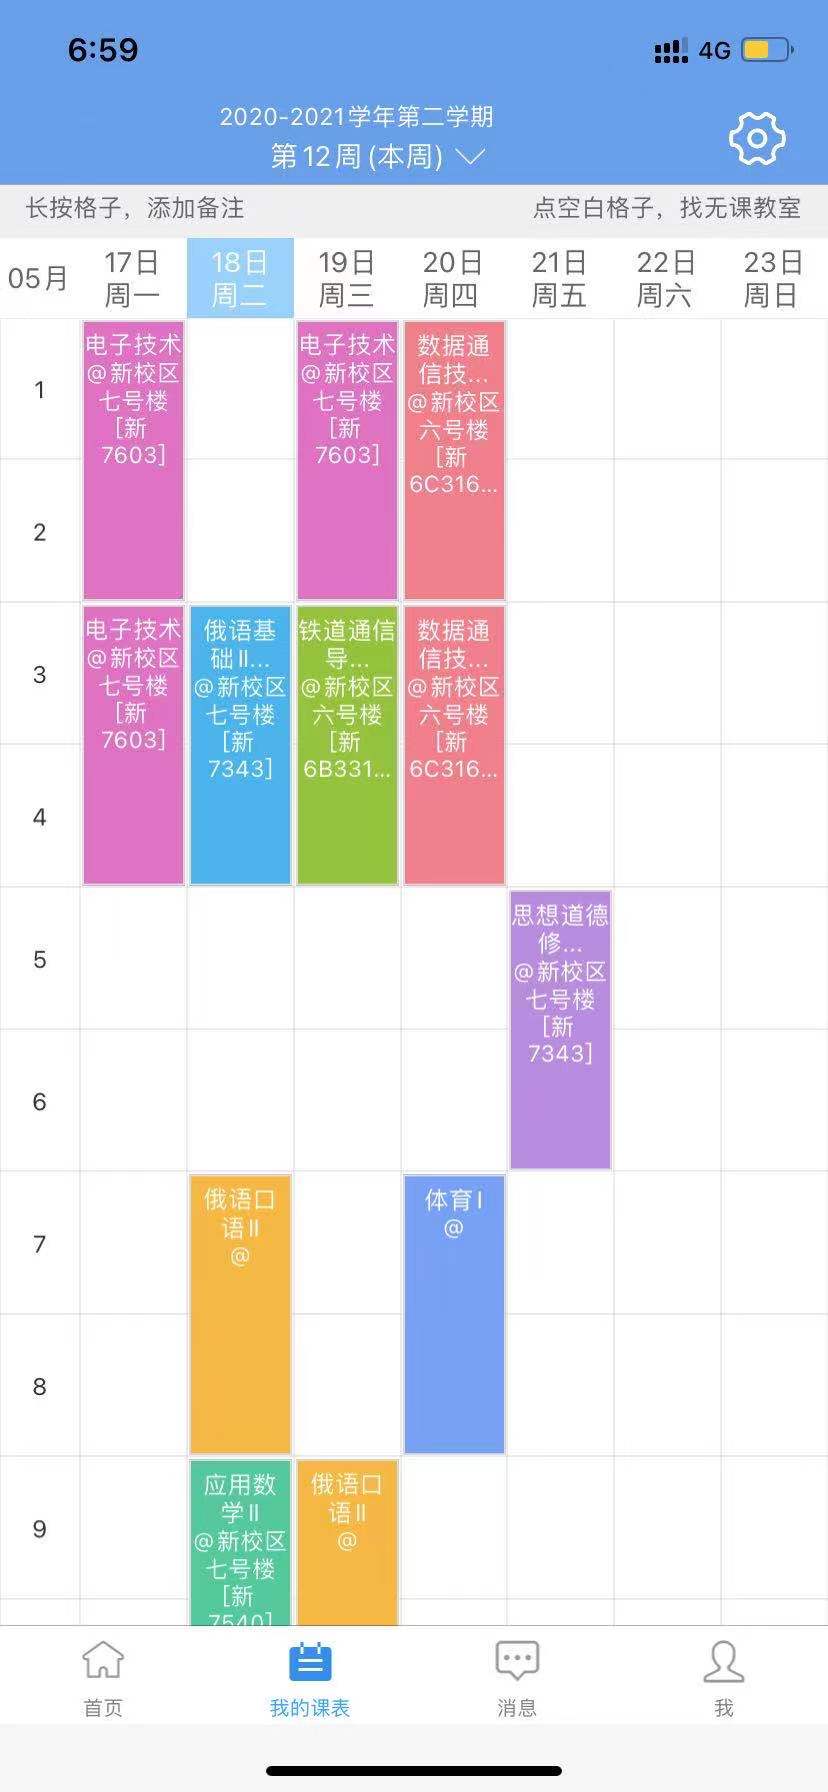 6:59
4G
2020-2021学年第二学期
第12周(本周)
长按格子，添加备注
点空白格子，找无课教室
05月
17日
周一
18日
周二
19日
周三
20日
周四
21日
周五
22日
周六
23日
周日
1
电子技术
@新校区
七号楼
[新
7603]
电子技术
@新校区
七号楼
[新
7603]
数据通
信技...
@新校区
六号楼
[新
6C316...
2
3
电子技术
@新校区
七号楼
[新
7603]
俄语基
础Ⅱ...
@新校区
七号楼
[新
7343]
铁道通信
导...
@新校区
六号楼
[新
6B331...
数据通
信技...
@新校区
六号楼
[新
6C316...
4
5
思想道德
修...
@新校区
七号楼
[新
7343]
6
7
俄语口
语Ⅱ
@
体育Ⅰ
@
8
9
应用数
学Ⅱ
@新校区
七号楼
[新
7540]
俄语口
语Ⅱ
@
首页
我的课表
消息
我